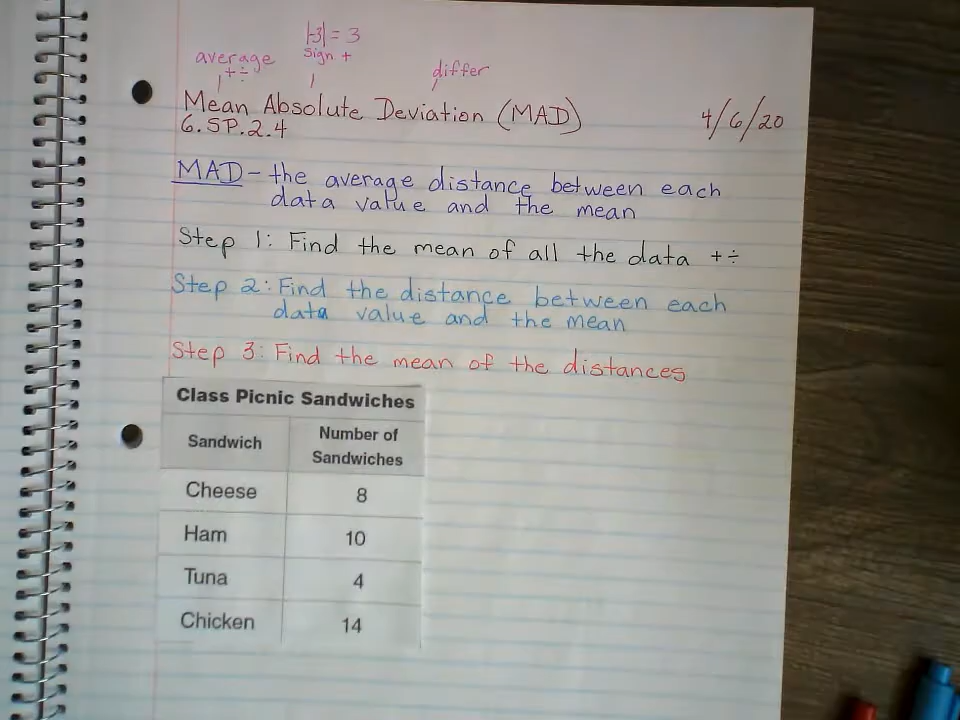 |-3| = 3
average sign + differ
+ ÷
Mean Absolute Deviation (MAD) 4/6/20
6.SP.2.4
MAD - the average distance between each
data value and the mean
Step 1: Find the mean of all the data + ÷
Step 2: Find the distance between each
data value and the mean
Step 3: Find the mean of the distances
Class Picnic Sandwiches
Sandwich Number of
Sandwiches
Cheese 8
Ham 10
Tuna 4
Chicken 14